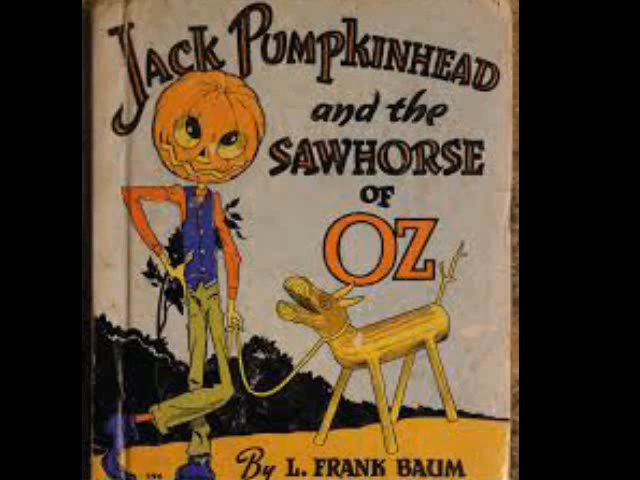 JACK PUMPKINHEAD
and the
SAWHORSE
OF
OZ
By L. FRANK BAUM